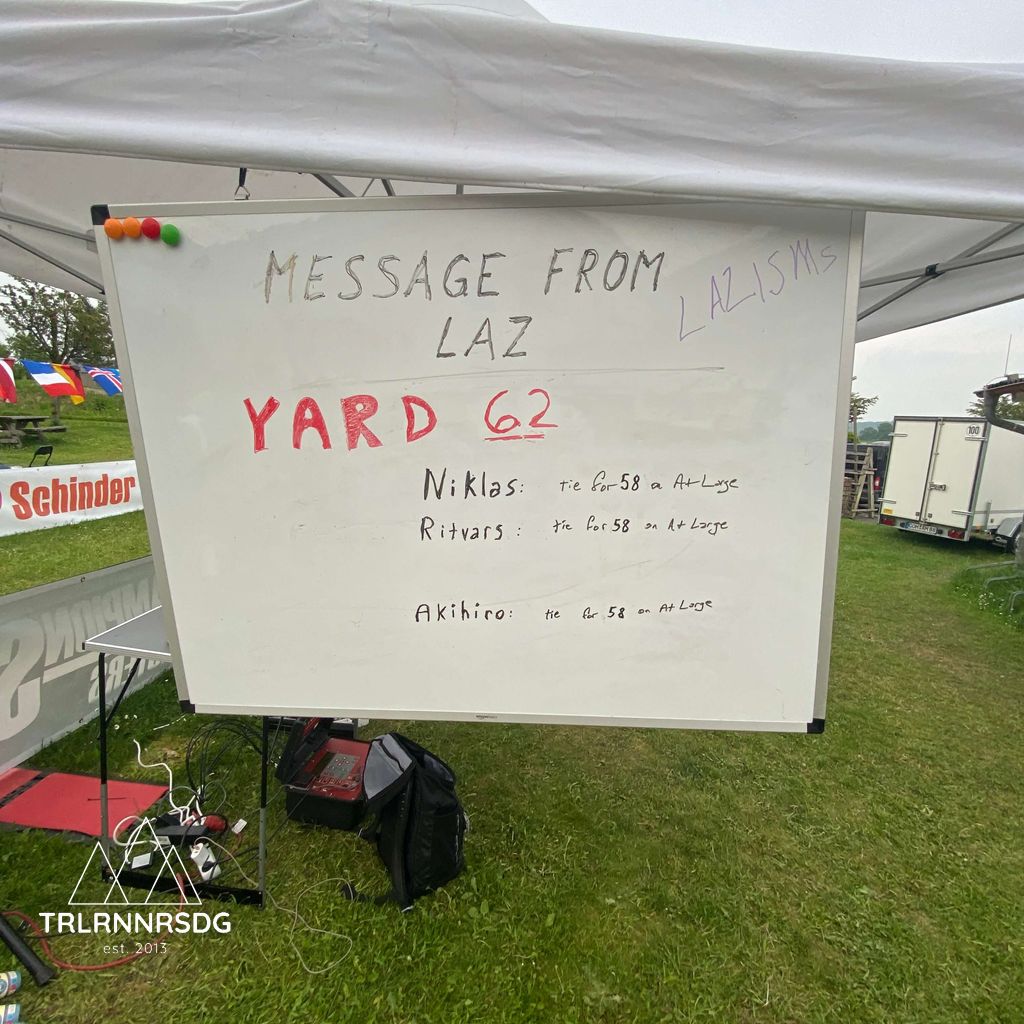 MESSAGE FROM
LAZ
LAZISMs
YARD 62
Niklas: tie for 58 on At Large
Ritvars: tie for 58 on At Large
Akihiro: tie for 58 on At Large
Schinder
100
TRLRNNRSDG
est. 2013